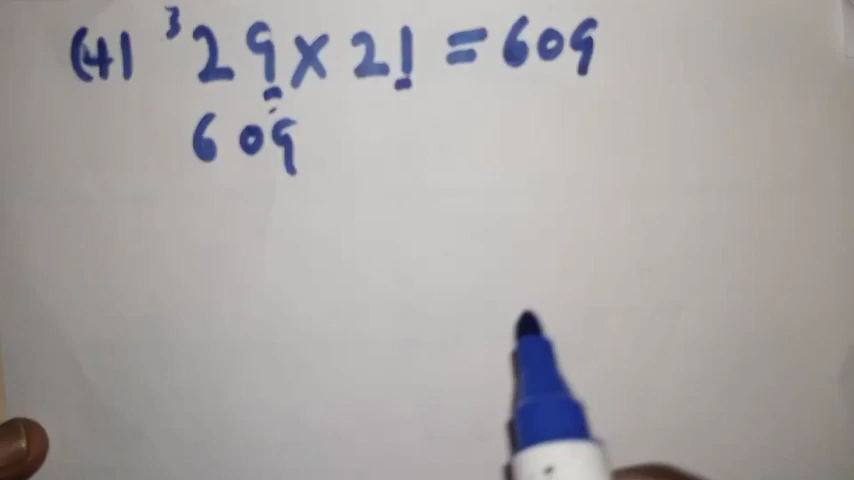 (4) ³29 × 21 = 609
609